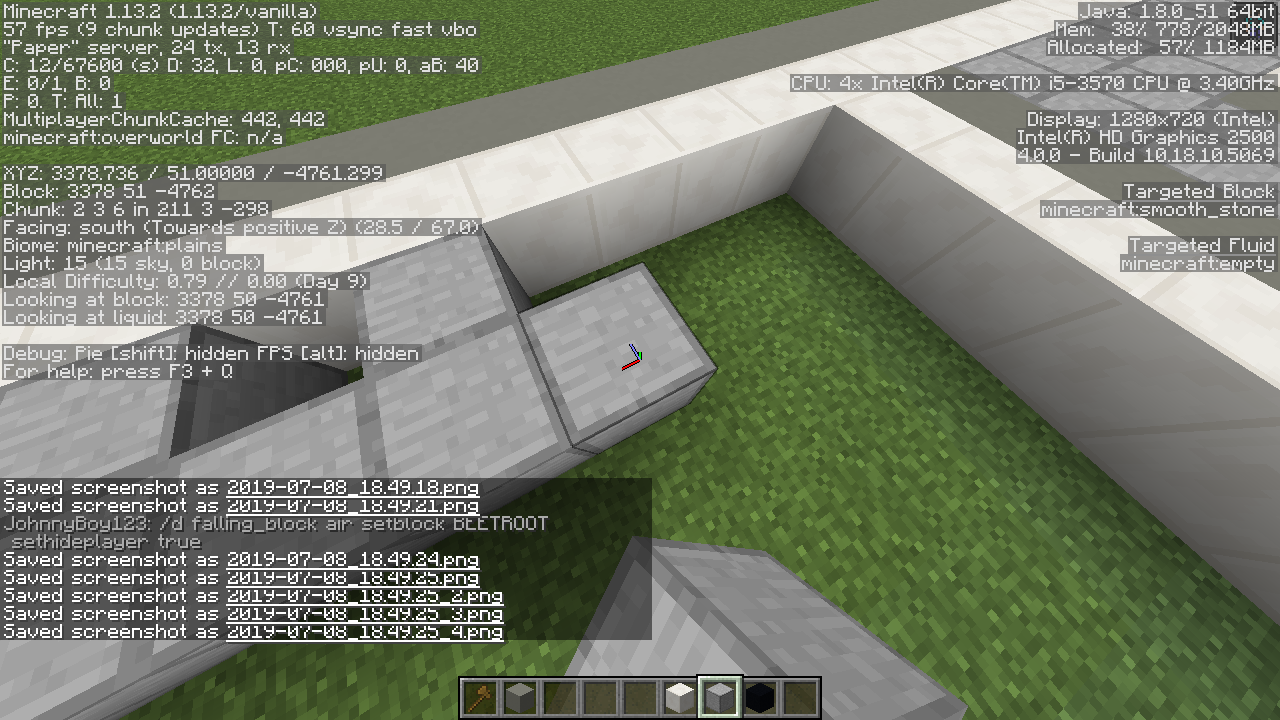 Minecraft 1.13.2 (1.13.2/vanilla)
57 fps (9 chunk updates) T: 60 vsync fast vbo
"Paper" server, 24 tx, 13 rx
C: 12/67600 (s) D: 32, L: 0, pC: 000, pU: 0, aB: 40
E: 0/1, B: 0
P: 0. T: All: 1
MultiplayerChunkCache: 442, 442
minecraft:overworld FC: n/a
XYZ: 3378.736 / 51.00000 / -4761.299
Block: 3378 51 -4762
Chunk: 2 3 6 in 211 3 -298
Facing: south (Towards positive Z) (28.5 / 67.0)
Biome: minecraft:plains
Light: 15 (15 sky, 0 block)
Local Difficulty: 0.79 // 0.00 (Day 9)
Looking at block: 3378 50 -4761
Looking at liquid: 3378 50 -4761
Debug: Pie [shift]: hidden FPS [alt]: hidden
For help: press F3 + Q
Java: 1.8.0_51 64bit
Mem: 38% 778/2048MB
Allocated: 57% 1184MB
CPU: 4x Intel(R) Core(TM) i5-3570 CPU @ 3.40GHz
Display: 1280x720 (Intel)
Intel(R) HD Graphics 2500
4.0.0 - Build 10.18.10.5069
Targeted Block
minecraft:smooth_stone
Targeted Fluid
minecraft:empty
Saved screenshot as 2019-07-08_18.49.18.png
Saved screenshot as 2019-07-08_18.49.21.png
JohnnyBoy123: /d falling_block air setblock BEETROOT
sethideplayer true
Saved screenshot as 2019-07-08_18.49.24.png
Saved screenshot as 2019-07-08_18.49.25.png
Saved screenshot as 2019-07-08_18.49.25_2.png
Saved screenshot as 2019-07-08_18.49.25_3.png
Saved screenshot as 2019-07-08_18.49.25_4.png